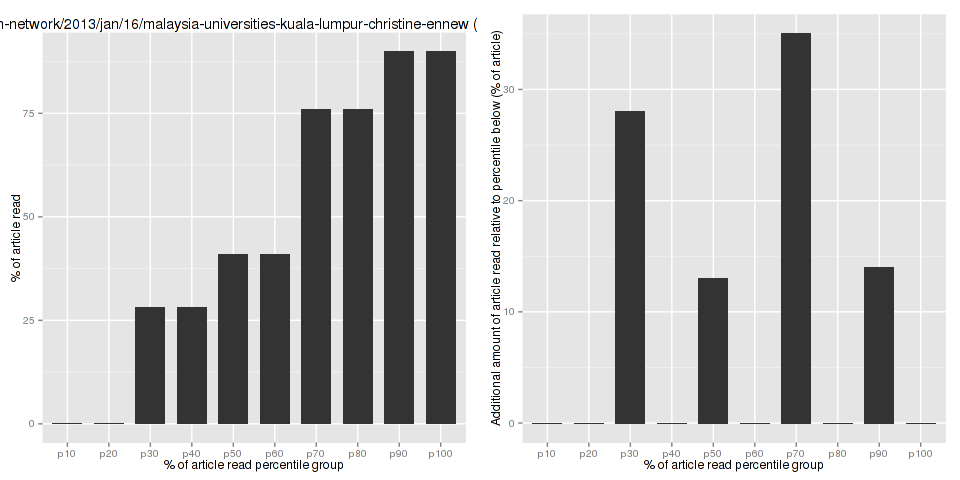 n-network/2013/jan/16/malaysia-universities-kuala-lumpur-christine-ennew (
% of article read
75
50
25
0
p10 p20 p30 p40 p50 p60 p70 p80 p90 p100
% of article read percentile group
Additional amount of article read relative to percentile below (% of article)
30
20
10
0
p10 p20 p30 p40 p50 p60 p70 p80 p90 p100
% of article read percentile group